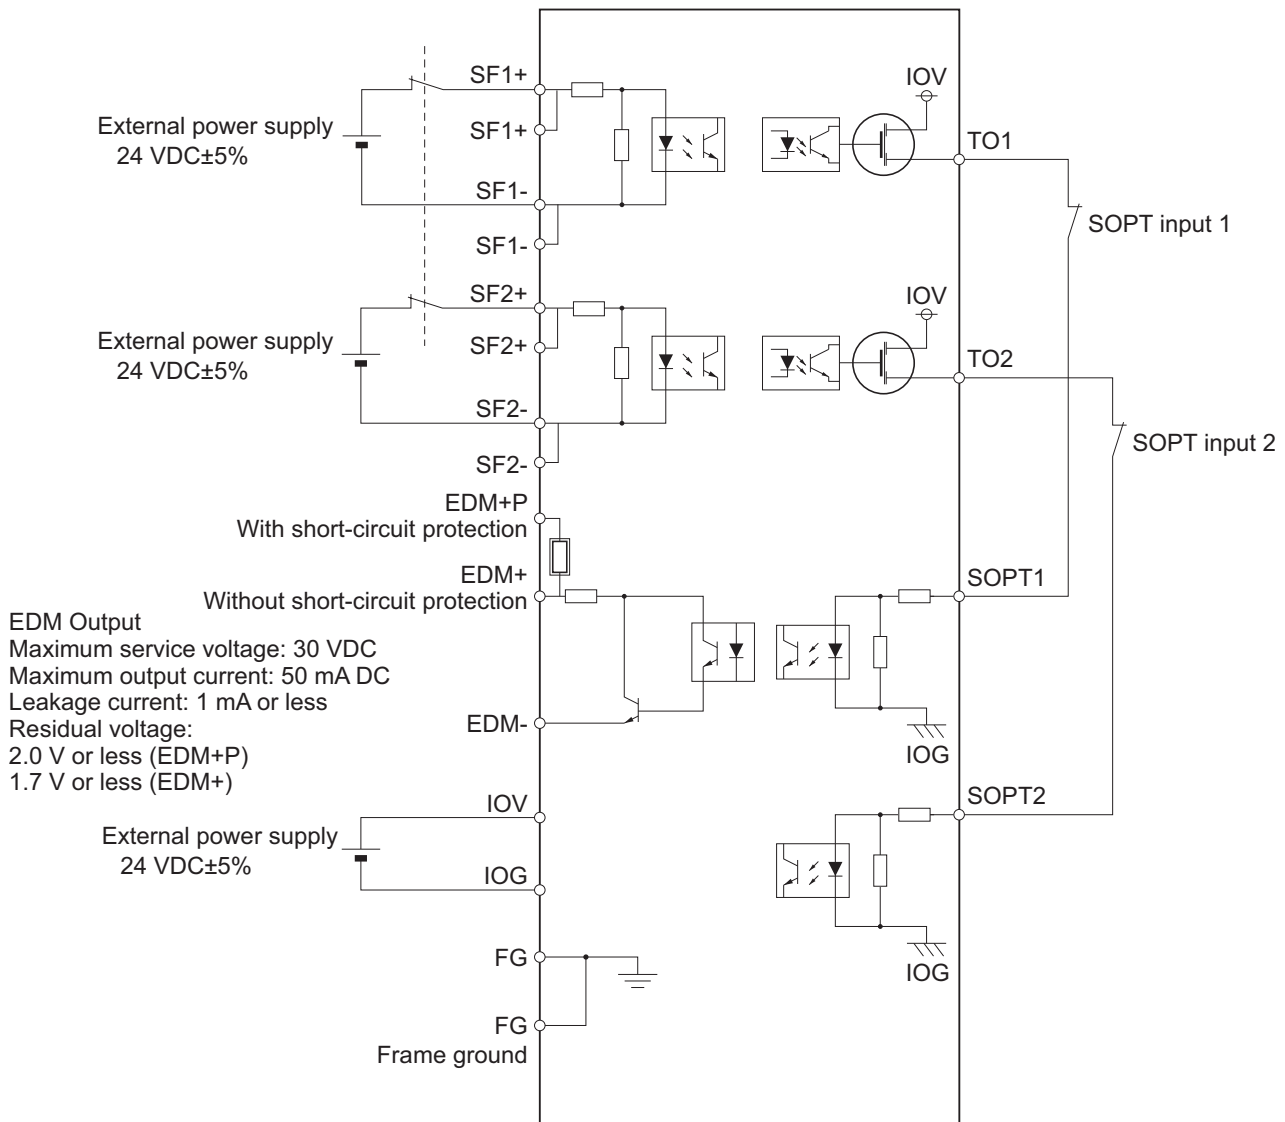 SF1+
External power supply
24 VDC±5%
SF1+
SF1-
SF1-
SF2+
External power supply
24 VDC±5%
SF2+
SF2-
SF2-
EDM+P
With short-circuit protection
EDM+
Without short-circuit protection
EDM Output
Maximum service voltage: 30 VDC
Maximum output current: 50 mA DC
Leakage current: 1 mA or less
Residual voltage:
2.0 V or less (EDM+P)
1.7 V or less (EDM+)
EDM-
IOV
External power supply
24 VDC±5%
IOG
FG
FG
Frame ground
IOV
TO1
SOPT input 1
IOV
TO2
SOPT input 2
SOPT1
IOG
SOPT2
IOG